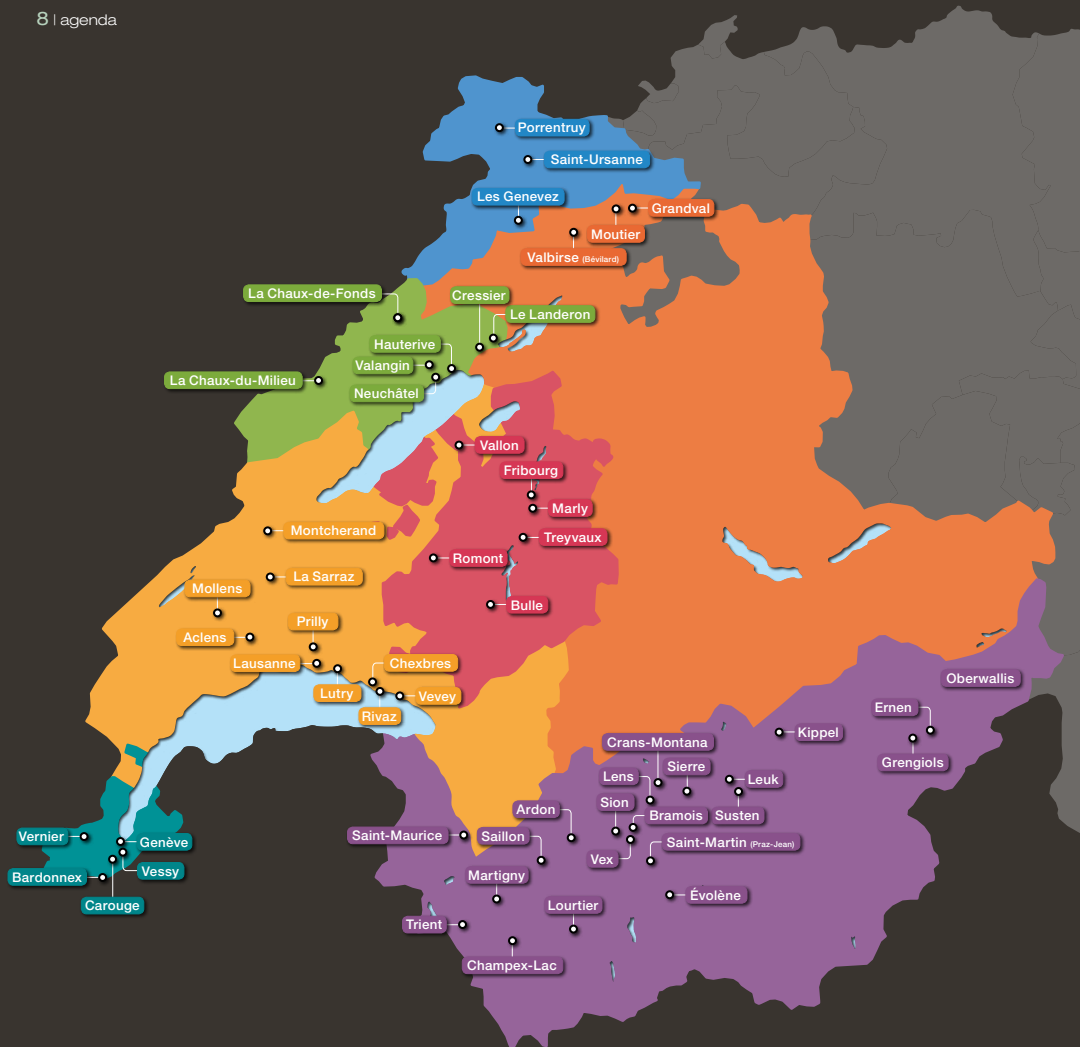 8 | agenda
Porrentruy
Saint-Ursanne
Les Genevez
Grandval
Moutier
Valbirse (Bévilard)
La Chaux-de-Fonds
Cressier
Le Landeron
Hauterive
Valangin
La Chaux-du-Milieu
Neuchâtel
Vallon
Fribourg
Marly
Montcherand
Treyvaux
Romont
La Sarraz
Mollens
Bulle
Prilly
Aclens
Lausanne
Chexbres
Lutry
Vevey
Rivaz
Oberwallis
Ernen
Kippel
Crans-Montana
Grengiols
Sierre
Lens
Leuk
Sion
Ardon
Bramois
Susten
Saint-Maurice
Saillon
Vernier
Genève
Saint-Martin (Praz-Jean)
Vex
Vessy
Bardonnex
Martigny
Évolène
Carouge
Lourtier
Trient
Champex-Lac